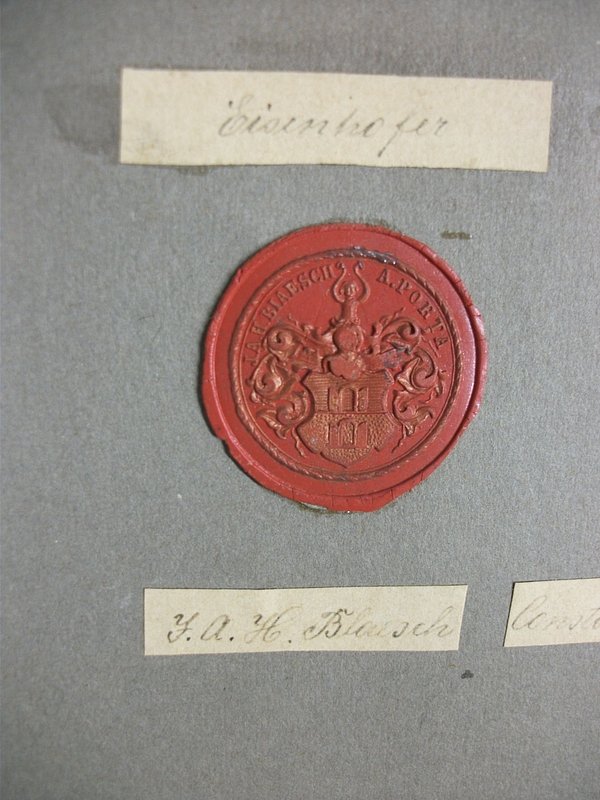 Eisenhofer
J.A.H. BLAESCH A. PORTA
J. A. H. Blaesch